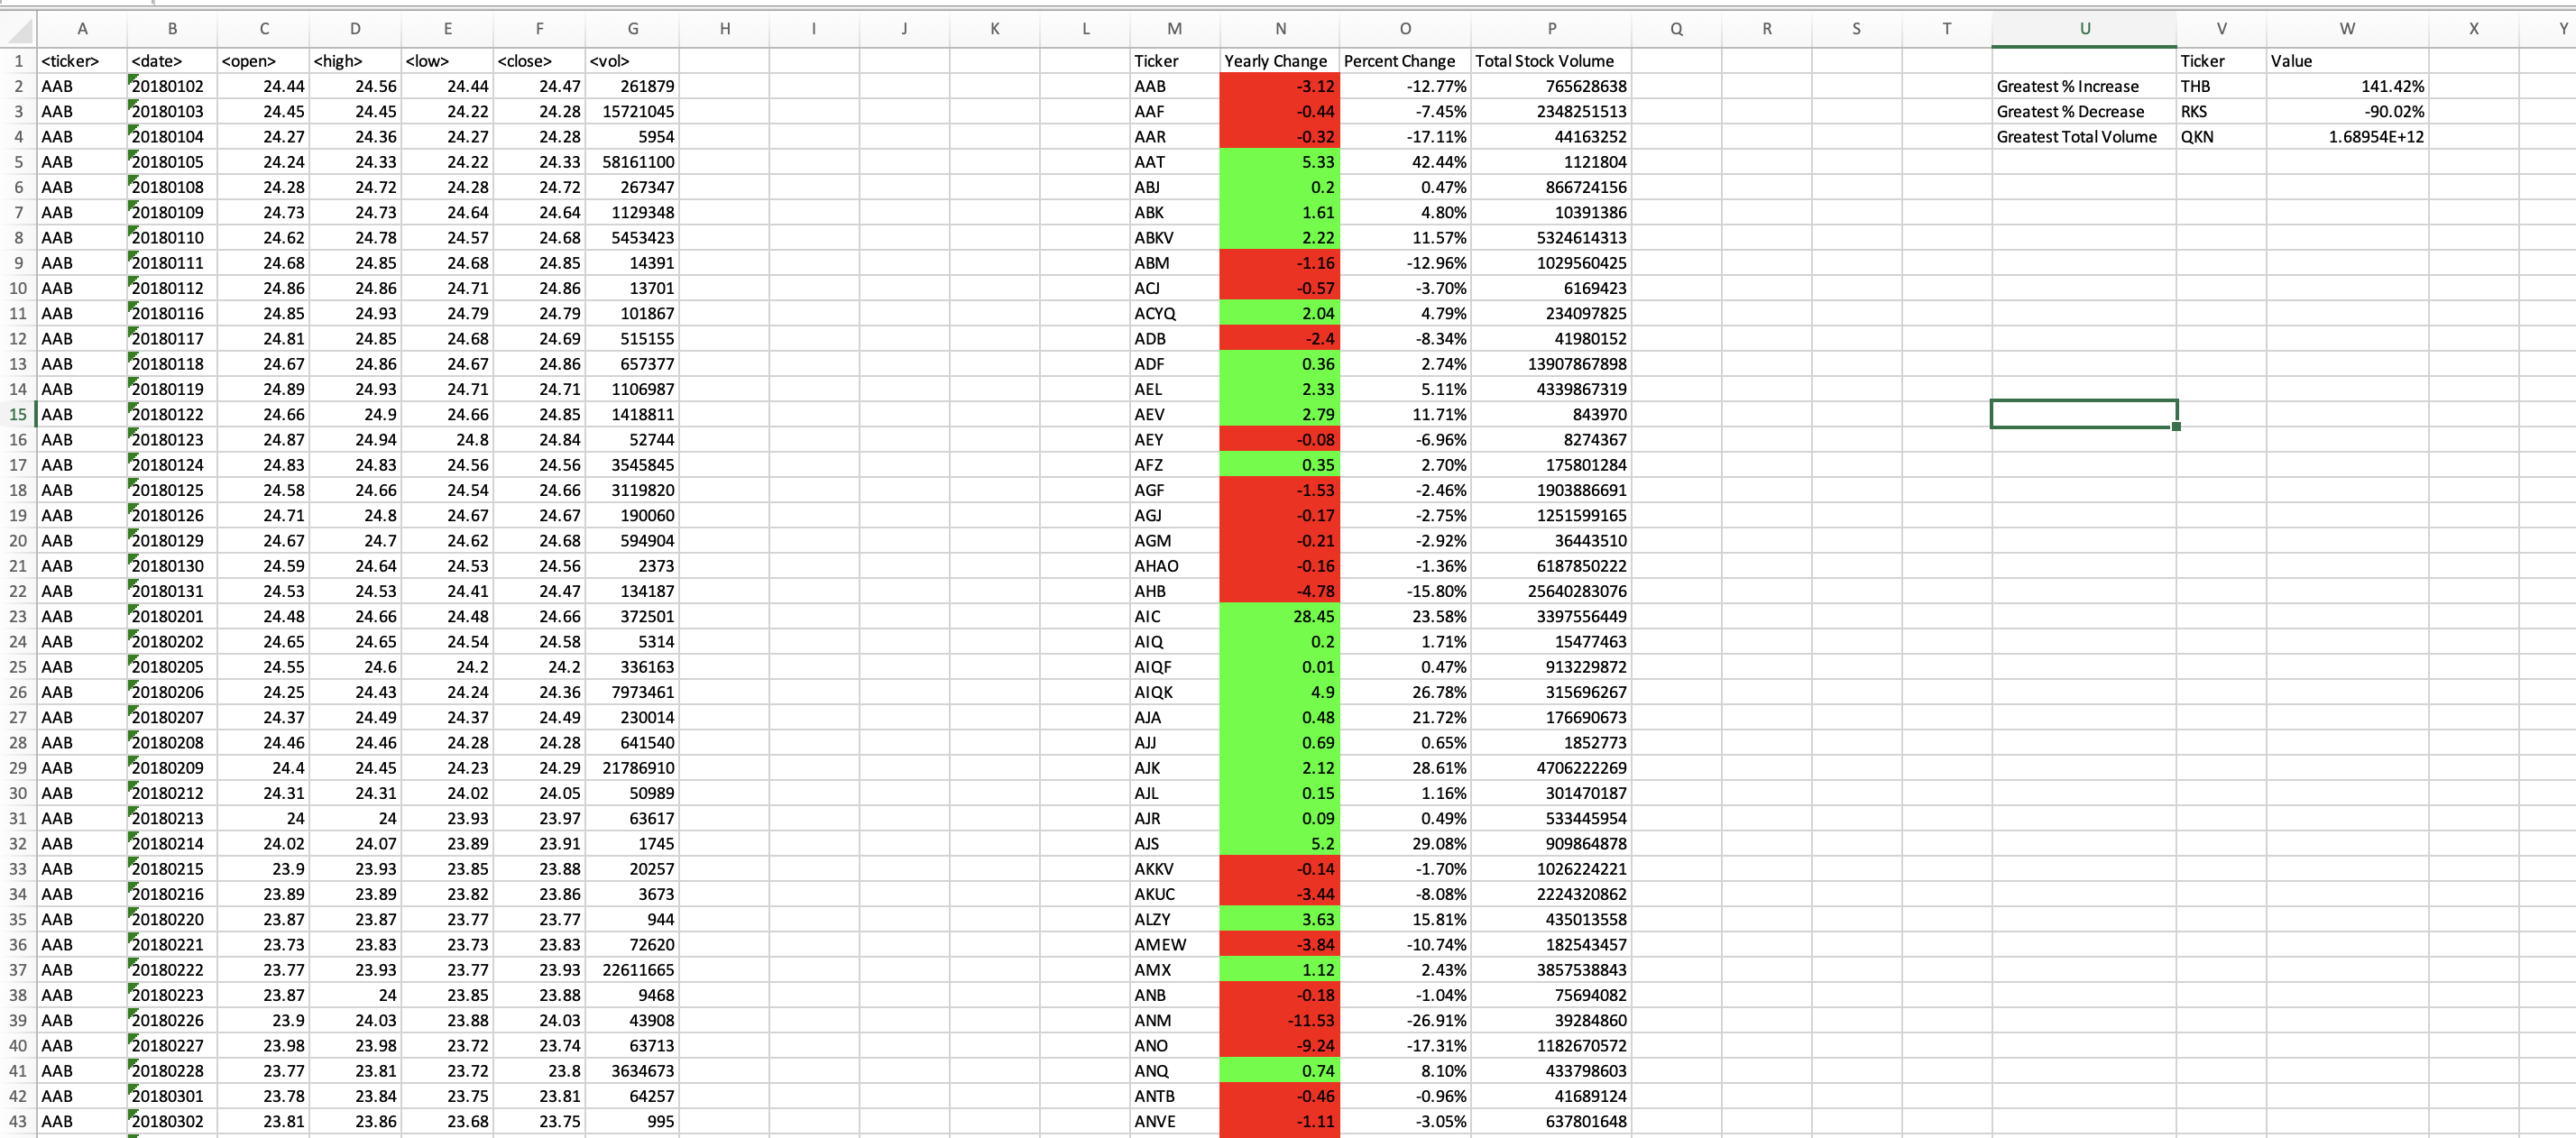 A B C D E F G H I J K L M N O P Q R S T U V W X Y
1 <ticker> <date> <open> <high> <low> <close> <vol> Ticker Yearly Change Percent Change Total Stock Volume Ticker Value
2 AAB 20180102 24.44 24.56 24.44 24.47 261879 AAB -3.12 -12.77% 765628638 Greatest % Increase THB 141.42%
3 AAB 20180103 24.45 24.45 24.22 24.28 15721045 AAF -0.44 -7.45% 2348251513 Greatest % Decrease RKS -90.02%
4 AAB 20180104 24.27 24.36 24.27 24.28 5954 AAR -0.32 -17.11% 44163252 Greatest Total Volume QKN 1.68954E+12
5 AAB 20180105 24.24 24.33 24.22 24.33 58161100 AAT 5.33 42.44% 1121804
6 AAB 20180108 24.28 24.72 24.28 24.72 267347 ABJ 0.2 0.47% 866724156
7 AAB 20180109 24.73 24.73 24.64 24.64 1129348 ABK 1.61 4.80% 10391386
8 AAB 20180110 24.62 24.78 24.57 24.68 5453423 ABKV 2.22 11.57% 5324614313
9 AAB 20180111 24.68 24.85 24.68 24.85 14391 ABM -1.16 -12.96% 1029560425
10 AAB 20180112 24.86 24.86 24.71 24.86 13701 ACJ -0.57 -3.70% 6169423
11 AAB 20180116 24.85 24.93 24.79 24.79 101867 ACYQ 2.04 4.79% 234097825
12 AAB 20180117 24.81 24.85 24.68 24.69 515155 ADB -2.4 -8.34% 41980152
13 AAB 20180118 24.67 24.86 24.67 24.86 657377 ADF 0.36 2.74% 13907867898
14 AAB 20180119 24.89 24.93 24.71 24.71 1106987 AEL 2.33 5.11% 4339867319
15 AAB 20180122 24.66 24.9 24.66 24.85 1418811 AEV 2.79 11.71% 843970
16 AAB 20180123 24.87 24.94 24.8 24.84 52744 AEY -0.08 -6.96% 8274367
17 AAB 20180124 24.83 24.83 24.56 24.56 3545845 AFZ 0.35 2.70% 175801284
18 AAB 20180125 24.58 24.66 24.54 24.66 3119820 AGF -1.53 -2.46% 1903886691
19 AAB 20180126 24.71 24.8 24.67 24.67 190060 AGJ -0.17 -2.75% 1251599165
20 AAB 20180129 24.67 24.7 24.62 24.68 594904 AGM -0.21 -2.92% 36443510
21 AAB 20180130 24.59 24.64 24.53 24.56 2373 AHAO -0.16 -1.36% 6187850222
22 AAB 20180131 24.53 24.53 24.41 24.47 134187 AHB -4.78 -15.80% 25640283076
23 AAB 20180201 24.48 24.66 24.48 24.66 372501 AIC 28.45 23.58% 3397556449
24 AAB 20180202 24.65 24.65 24.54 24.58 5314 AIQ 0.2 1.71% 15477463
25 AAB 20180205 24.55 24.6 24.2 24.2 336163 AIQF 0.01 0.47% 913229872
26 AAB 20180206 24.25 24.43 24.24 24.36 7973461 AIQK 4.9 26.78% 315696267
27 AAB 20180207 24.37 24.49 24.37 24.49 230014 AJA 0.48 21.72% 176690673
28 AAB 20180208 24.46 24.46 24.28 24.28 641540 AJJ 0.69 0.65% 1852773
29 AAB 20180209 24.4 24.45 24.23 24.29 21786910 AJK 2.12 28.61% 4706222269
30 AAB 20180212 24.31 24.31 24.02 24.05 50989 AJL 0.15 1.16% 301470187
31 AAB 20180213 24 24 23.93 23.97 63617 AJR 0.09 0.49% 533445954
32 AAB 20180214 24.02 24.07 23.89 23.91 1745 AJS 5.2 29.08% 909864878
33 AAB 20180215 23.9 23.93 23.85 23.88 20257 AKKV -0.14 -1.70% 1026224221
34 AAB 20180216 23.89 23.89 23.82 23.86 3673 AKUC -3.44 -8.08% 2224320862
35 AAB 20180220 23.87 23.87 23.77 23.77 944 ALZY 3.63 15.81% 435013558
36 AAB 20180221 23.73 23.83 23.73 23.83 72620 AMEW -3.84 -10.74% 182543457
37 AAB 20180222 23.77 23.93 23.77 23.93 22611665 AMX 1.12 2.43% 3857538843
38 AAB 20180223 23.87 24 23.85 23.88 9468 ANB -0.18 -1.04% 75694082
39 AAB 20180226 23.9 24.03 23.88 24.03 43908 ANM -11.53 -26.91% 39284860
40 AAB 20180227 23.98 23.98 23.72 23.74 63713 ANO -9.24 -17.31% 1182670572
41 AAB 20180228 23.77 23.81 23.72 23.8 3634673 ANQ 0.74 8.10% 433798603
42 AAB 20180301 23.78 23.84 23.75 23.81 64257 ANTB -0.46 -0.96% 41689124
43 AAB 20180302 23.81 23.86 23.68 23.75 995 ANVE -1.11 -3.05% 637801648